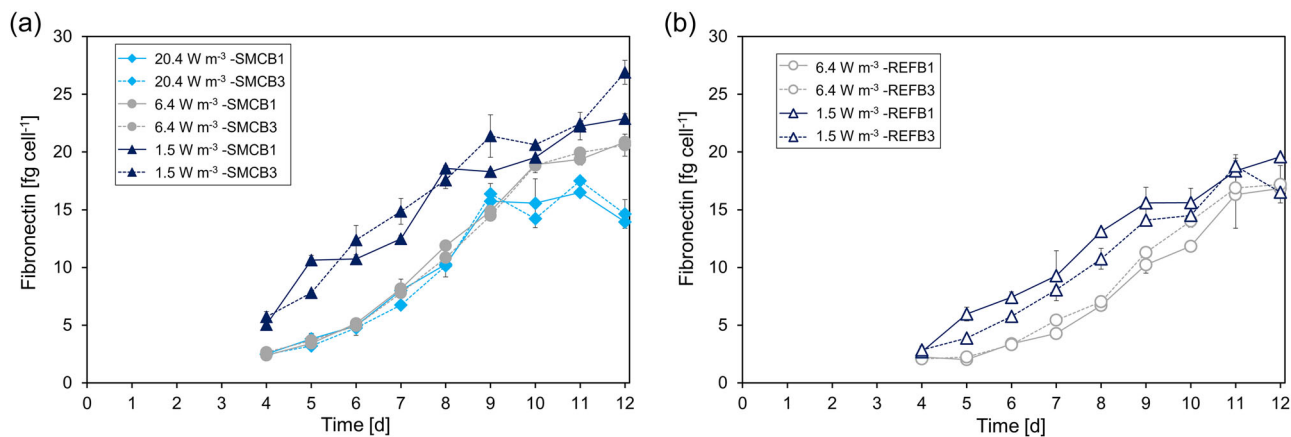 (a)
30
25
20
15
10
5
0
Fibronectin [fg cell⁻¹]
20.4 W m⁻³ -SMCB1
20.4 W m⁻³ -SMCB3
6.4 W m⁻³ -SMCB1
6.4 W m⁻³ -SMCB3
1.5 W m⁻³ -SMCB1
1.5 W m⁻³ -SMCB3
0 1 2 3 4 5 6 7 8 9 10 11 12
Time [d]
(b)
30
25
20
15
10
5
0
Fibronectin [fg cell⁻¹]
6.4 W m⁻³ -REFB1
6.4 W m⁻³ -REFB3
1.5 W m⁻³ -REFB1
1.5 W m⁻³ -REFB3
0 1 2 3 4 5 6 7 8 9 10 11 12
Time [d]